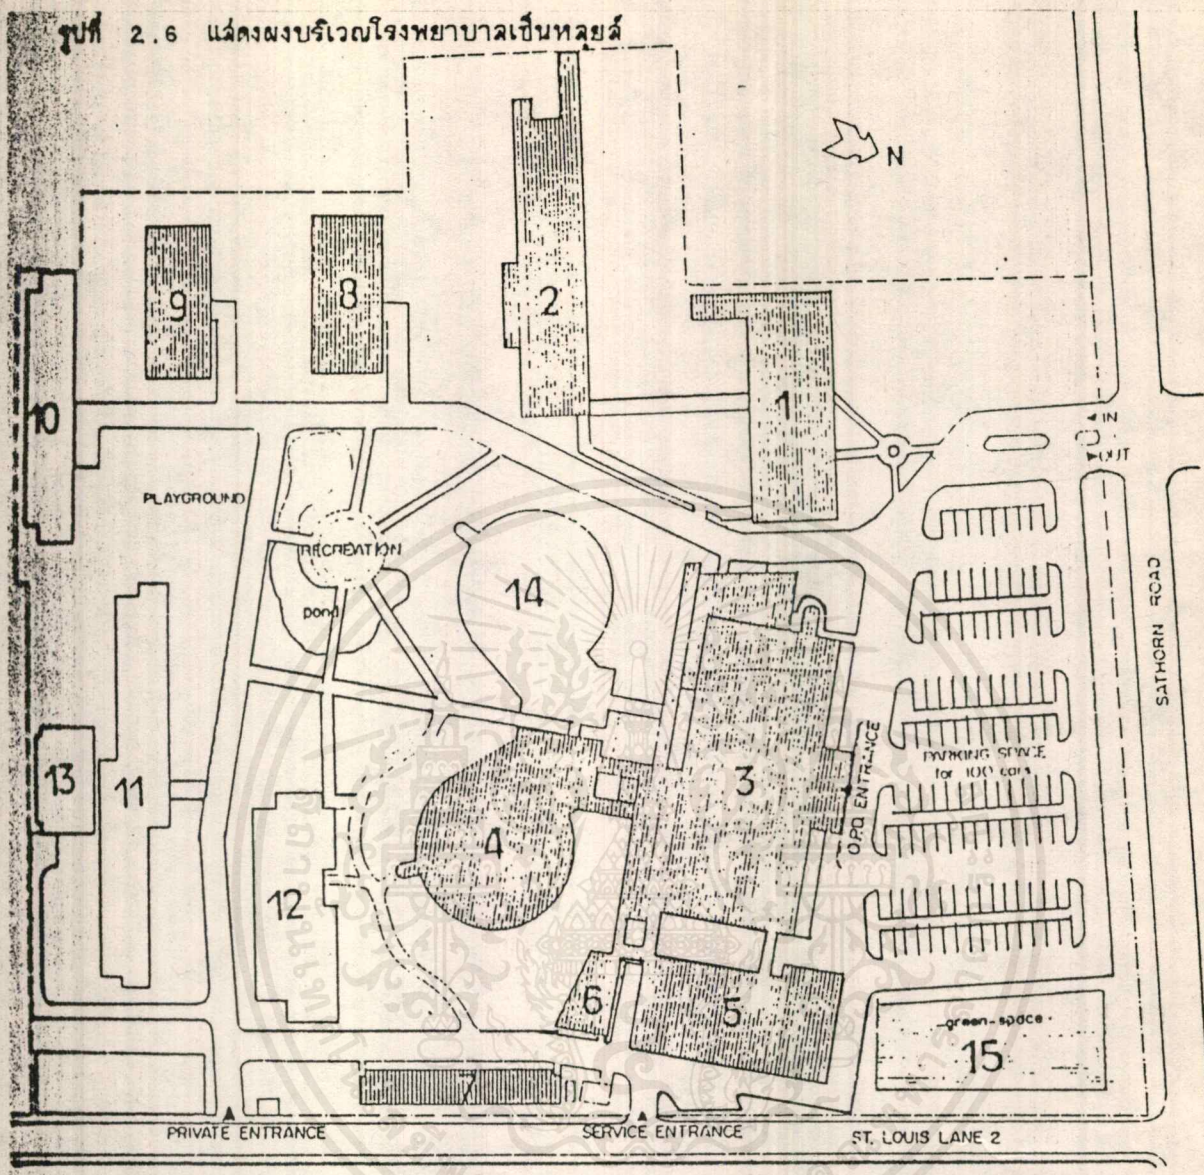 รูปที่ 2.6 แสดงผงบริเวณโรงพยาบาลเซ็นหลุยส์
N
9
8
2
1
10
IN
OUT
PLAYGROUND
RECREATION
pond
14
SATHORN ROAD
13
11
3
O.P.D. ENTRANCE
PARKING SPACE
for 100 cars
4
12
6
5
green-space
15
7
PRIVATE ENTRANCE
SERVICE ENTRANCE
ST. LOUIS LANE 2